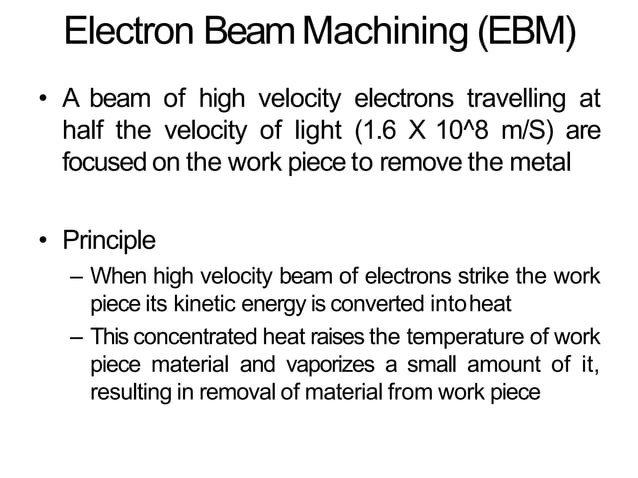 Electron Beam Machining (EBM)
• A beam of high velocity electrons travelling at
half the velocity of light (1.6 X 10^8 m/S) are
focused on the work piece to remove the metal
• Principle
– When high velocity beam of electrons strike the work
piece its kinetic energy is converted intoheat
– This concentrated heat raises the temperature of work
piece material and vaporizes a small amount of it,
resulting in removal of material from work piece